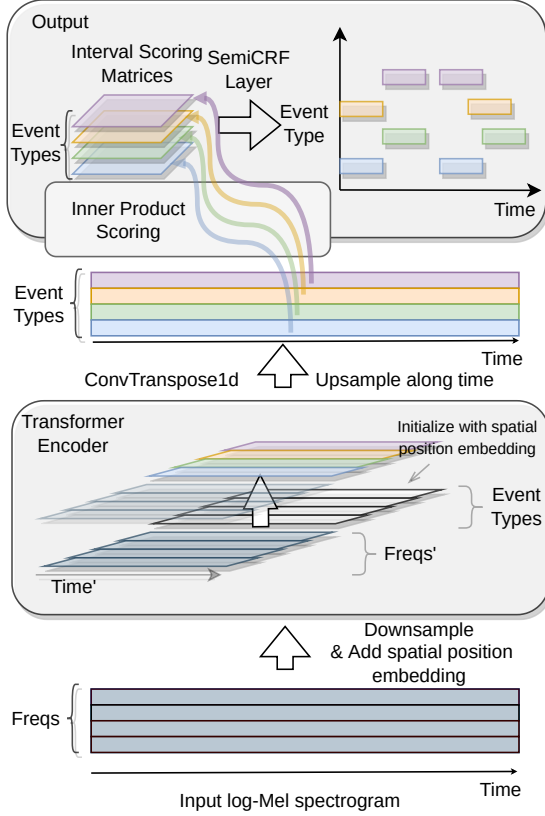 Output
Interval Scoring
Matrices
SemiCRF
Layer
Event
Types
Event
Type
Time
Inner Product
Scoring
Event
Types
Time
ConvTranspose1d
Upsample along time
Transformer
Encoder
Initialize with spatial
position embedding
Event
Types
Freqs'
Time'
Downsample
& Add spatial position
embedding
Freqs
Time
Input log-Mel spectrogram